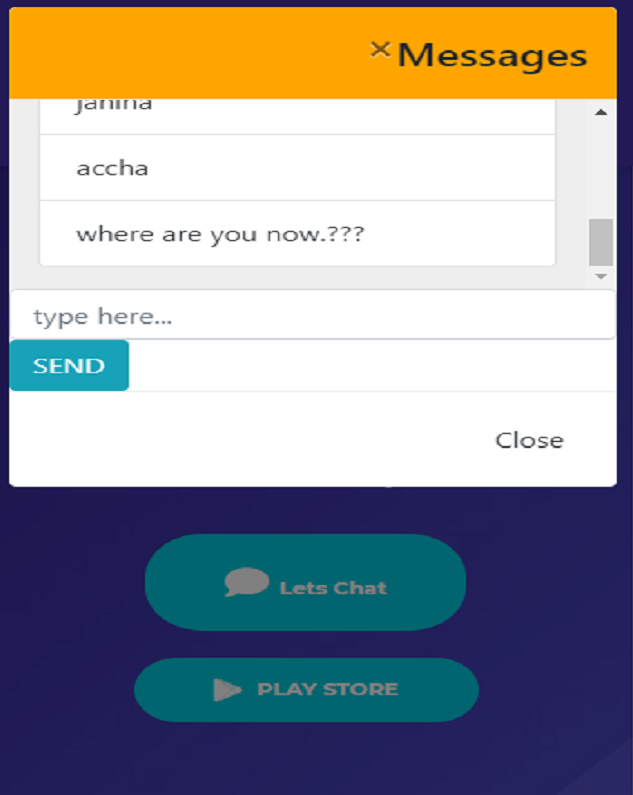 ×Messages
janina
accha
where are you now.???
type here...
SEND
Close
Lets Chat
PLAY STORE